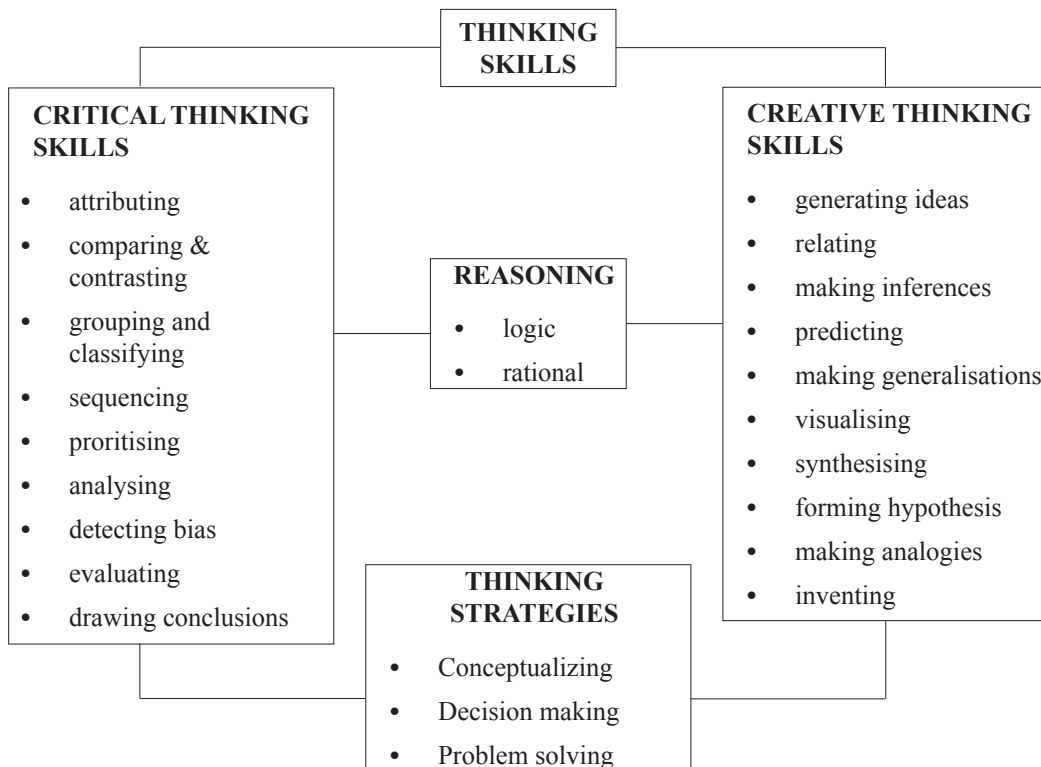 THINKING
SKILLS
CRITICAL THINKING
SKILLS
• attributing
• comparing &
contrasting
• grouping and
classifying
• sequencing
• proritising
• analysing
• detecting bias
• evaluating
• drawing conclusions
REASONING
• logic
• rational
CREATIVE THINKING
SKILLS
• generating ideas
• relating
• making inferences
• predicting
• making generalisations
• visualising
• synthesising
• forming hypothesis
• making analogies
• inventing
THINKING
STRATEGIES
• Conceptualizing
• Decision making
• Problem solving